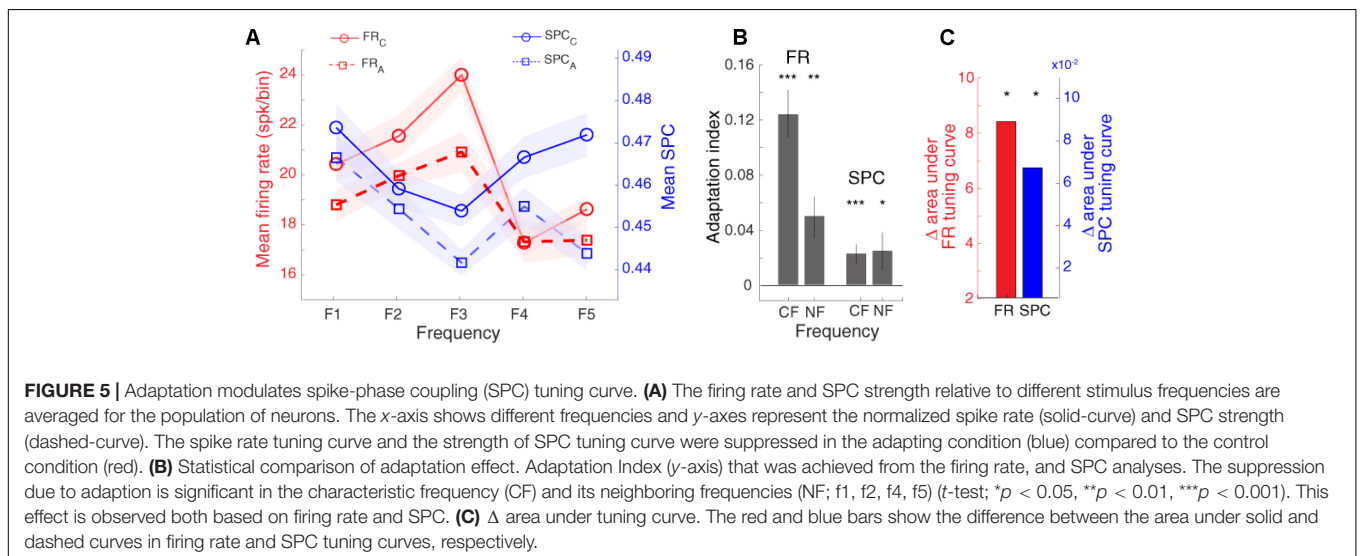 A
FR_C
FR_A
SPC_C
SPC_A
Mean firing rate (spk/bin)
24
22
20
18
16
0.49
0.48
0.47
0.46
0.45
0.44
Mean SPC
F1 F2 F3 F4 F5
Frequency
B
FR
*** **
SPC
*** *
Adaptation index
0.16
0.12
0.08
0.04
0
CF NF CF NF
Frequency
C
x10⁻²
* *
Δ area under
FR tuning curve
10
8
6
4
2
10
8
6
4
2
Δ area under
SPC tuning curve
FR SPC
FIGURE 5 | Adaptation modulates spike-phase coupling (SPC) tuning curve. (A) The firing rate and SPC strength relative to different stimulus frequencies are
averaged for the population of neurons. The x-axis shows different frequencies and y-axes represent the normalized spike rate (solid-curve) and SPC strength
(dashed-curve). The spike rate tuning curve and the strength of SPC tuning curve were suppressed in the adapting condition (blue) compared to the control
condition (red). (B) Statistical comparison of adaptation effect. Adaptation Index (y-axis) that was achieved from the firing rate, and SPC analyses. The suppression
due to adaption is significant in the characteristic frequency (CF) and its neighboring frequencies (NF; f1, f2, f4, f5) (t-test; *p < 0.05, **p < 0.01, ***p < 0.001). This
effect is observed both based on firing rate and SPC. (C) Δ area under tuning curve. The red and blue bars show the difference between the area under solid and
dashed curves in firing rate and SPC tuning curves, respectively.